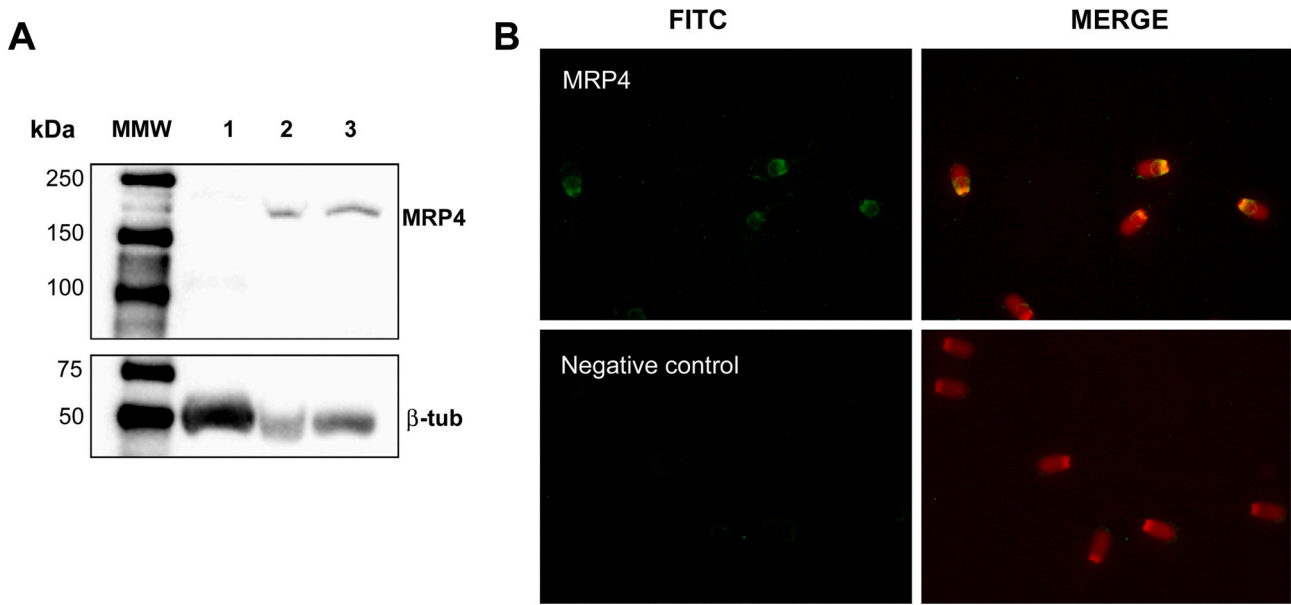 A
kDa MMW 1 2 3
250
150
100
MRP4
75
50
β-tub
B
FITC MERGE
MRP4
Negative control